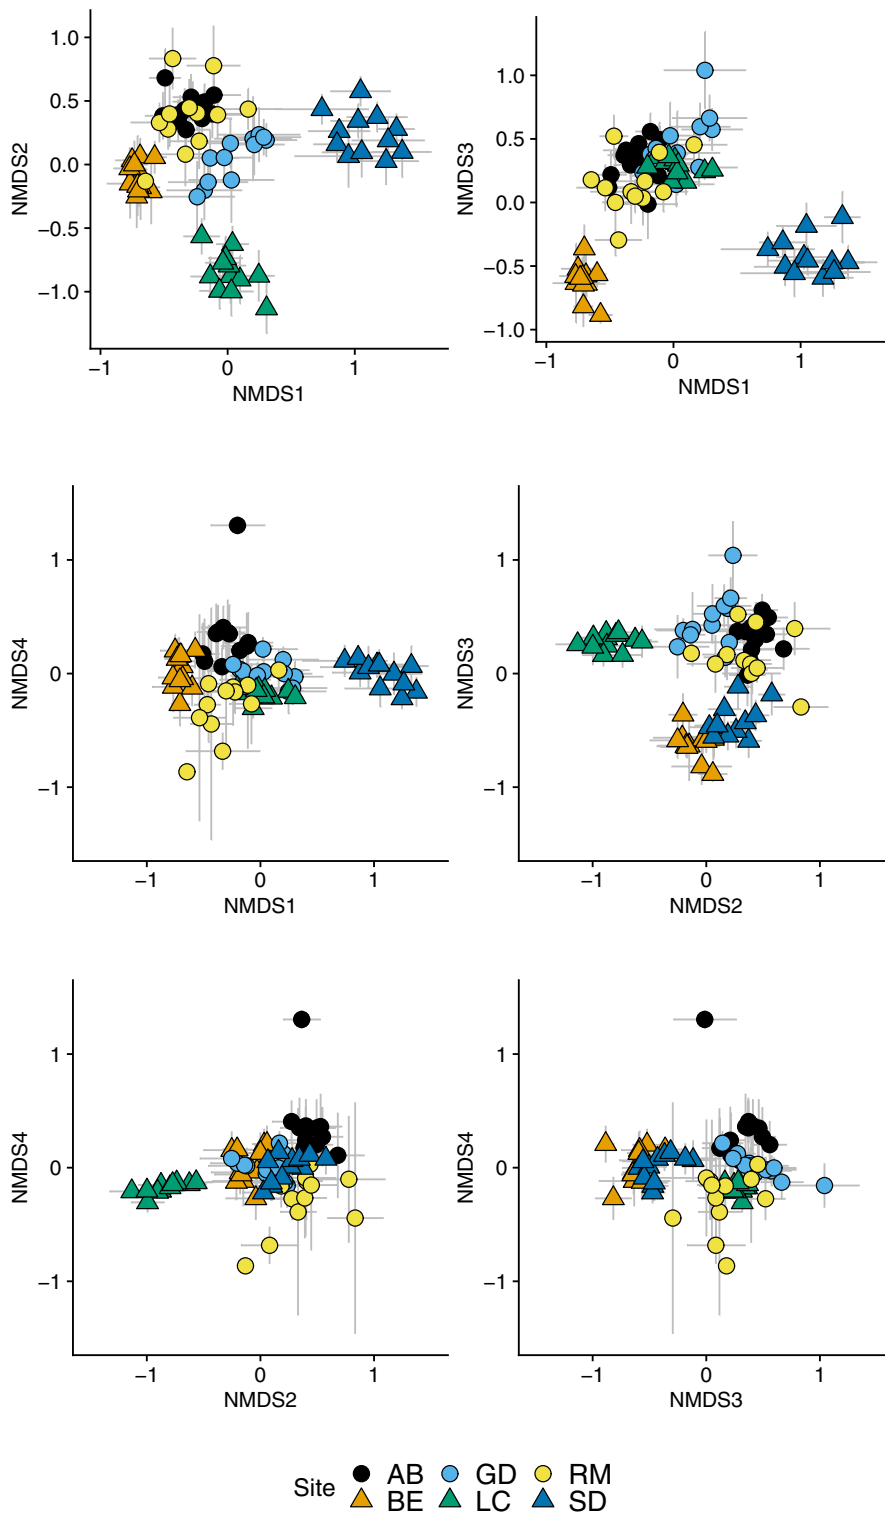 1.0
0.5
0.0
−0.5
−1.0
NMDS2
−1 0 1
NMDS1
1.0
0.5
0.0
−0.5
−1.0
NMDS3
−1 0 1
NMDS1
1
0
−1
NMDS4
−1 0 1
NMDS1
1
0
−1
NMDS3
−1 0 1
NMDS2
1
0
−1
NMDS4
−1 0 1
NMDS2
1
0
−1
NMDS4
−1 0 1
NMDS3
Site AB GD RM
BE LC SD